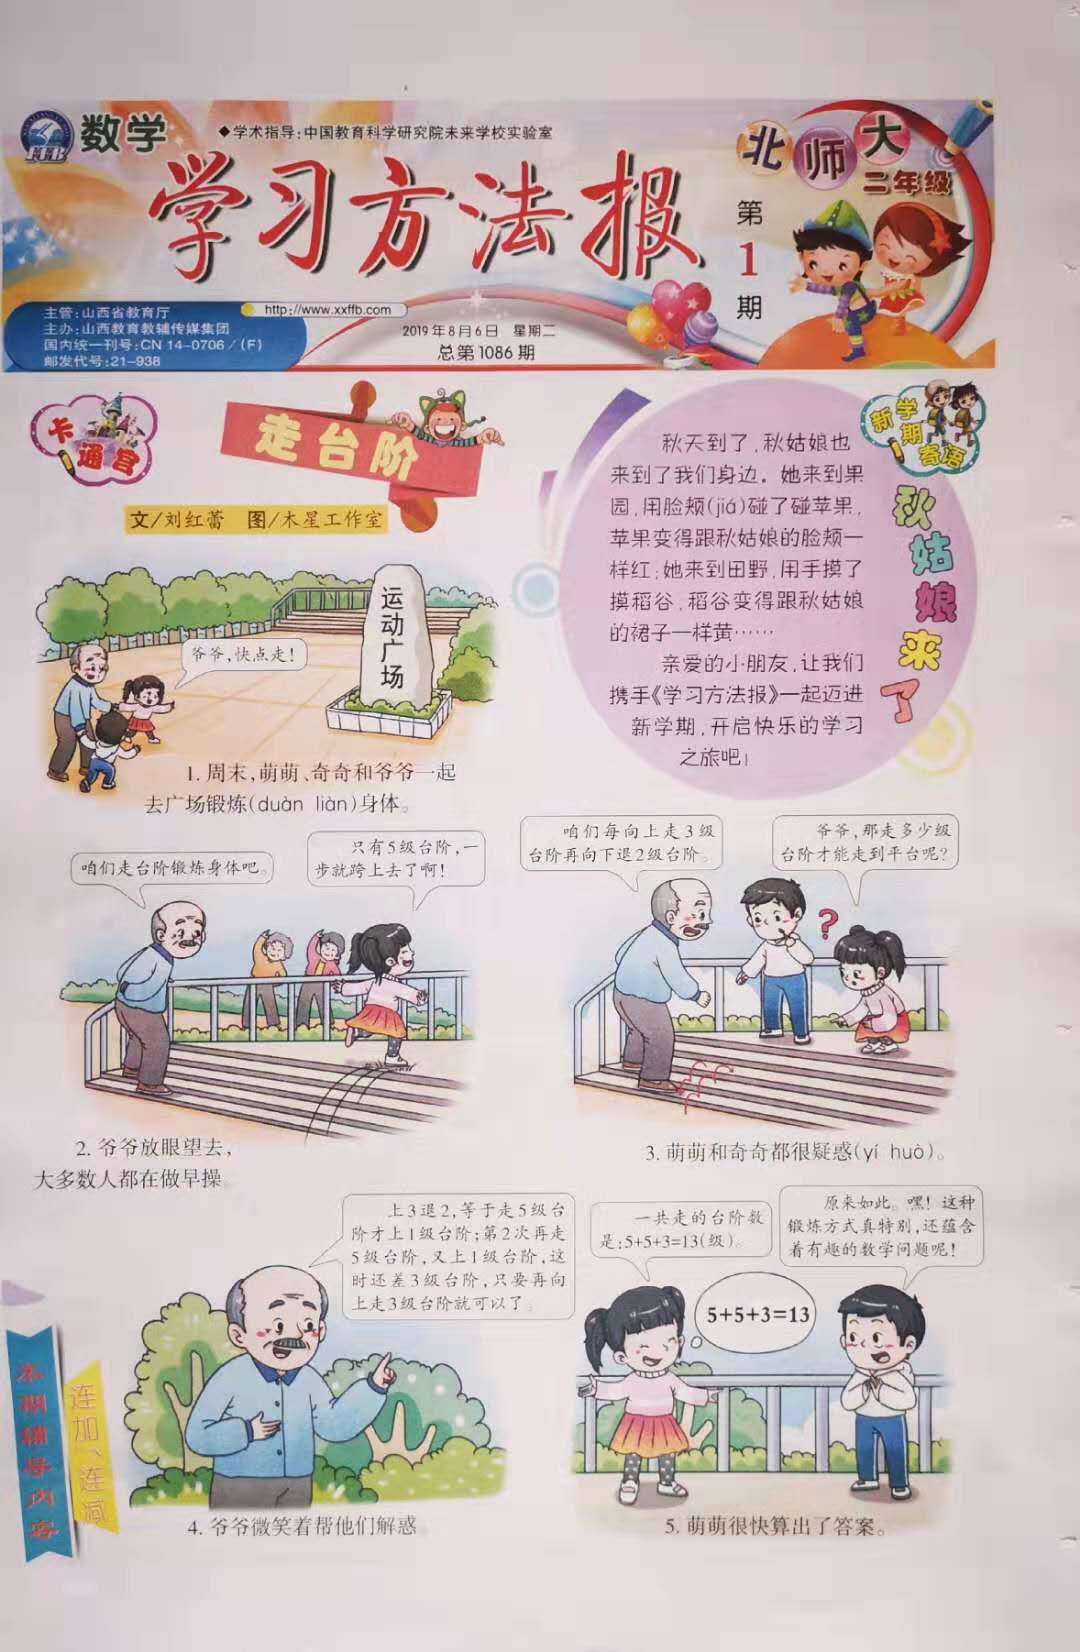 数学
◆学术指导:中国教育科学研究院未来学校实验室
学习方法报
北师大
二年级
第1期
主管:山西省教育厅
主办:山西教育教辅传媒集团
国内统一刊号:CN 14-0706/(F)
邮发代号:21-938
http://www.xxffb.com
2019年8月6日 星期二
总第1086期
卡通宫
走台阶
文/刘红蕾 图/木星工作室
新学期寄语
秋姑娘来了
秋天到了,秋姑娘也
来到了我们身边。她来到果
园,用脸颊(jiá)碰了碰苹果,
苹果变得跟秋姑娘的脸颊一
样红;她来到田野,用手摸了
摸稻谷,稻谷变得跟秋姑娘
的裙子一样黄……
亲爱的小朋友,让我们
携手《学习方法报》一起迈进
新学期,开启快乐的学习
之旅吧!
爷爷,快点走!
运动广场
1. 周末,萌萌、奇奇和爷爷一起
去广场锻炼(duàn liàn)身体。
咱们走台阶锻炼身体吧。
只有5级台阶,一
步就跨上去了啊!
2. 爷爷放眼望去,
大多数人都在做早操。
咱们每向上走3级
台阶再向下退2级台阶。
爷爷,那走多少级
台阶才能走到平台呢?
?
3. 萌萌和奇奇都很疑惑(yí huò)。
上3退2,等于走5级台
阶才上1级台阶;第2次再走
5级台阶,又上1级台阶,这
时还差3级台阶,只要再向
上走3级台阶就可以了。
4. 爷爷微笑着帮他们解惑。
一共走的台阶数
是:5+5+3=13(级)。
原来如此。嘿!这种
锻炼方式真特别,还蕴含
着有趣的数学问题呢!
5+5+3=13
5. 萌萌很快算出了答案。
本期辅导内容
连加、连减